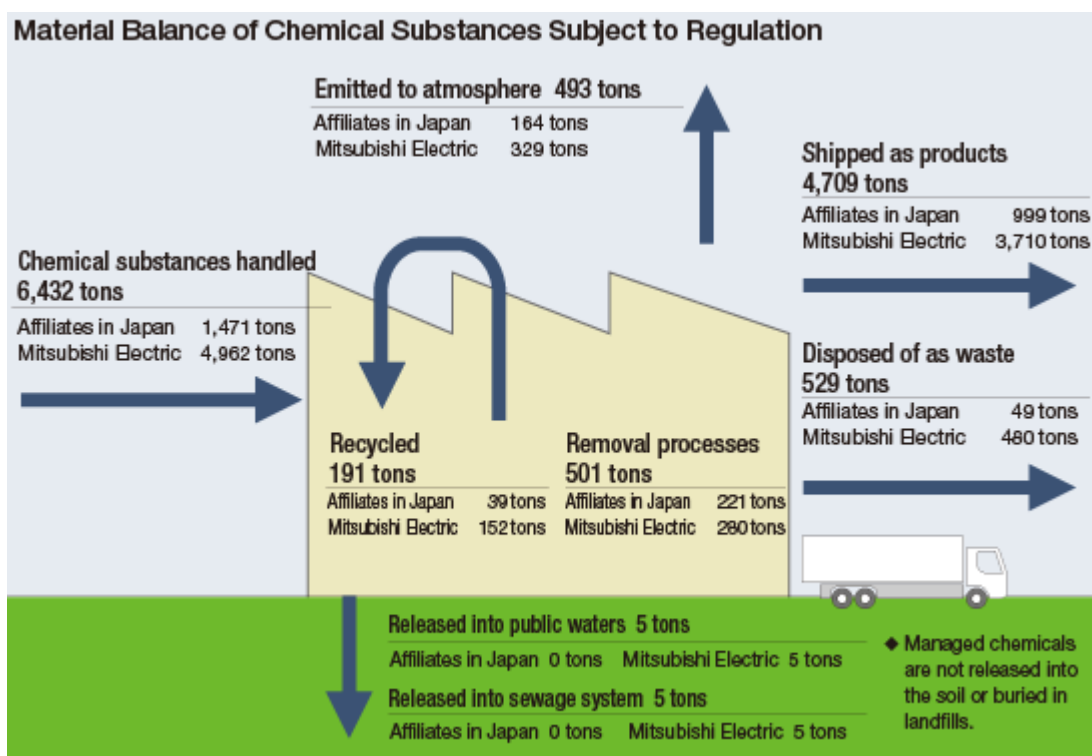 Material Balance of Chemical Substances Subject to Regulation
Emitted to atmosphere 493 tons
Affiliates in Japan 164 tons
Mitsubishi Electric 329 tons
Shipped as products
4,709 tons
Affiliates in Japan 999 tons
Mitsubishi Electric 3,710 tons
Chemical substances handled
6,432 tons
Affiliates in Japan 1,471 tons
Mitsubishi Electric 4,962 tons
Disposed of as waste
529 tons
Affiliates in Japan 49 tons
Mitsubishi Electric 480 tons
Recycled
191 tons
Affiliates in Japan 39 tons
Mitsubishi Electric 152 tons
Removal processes
501 tons
Affiliates in Japan 221 tons
Mitsubishi Electric 280 tons
Released into public waters 5 tons
Affiliates in Japan 0 tons Mitsubishi Electric 5 tons
Released into sewage system 5 tons
Affiliates in Japan 0 tons Mitsubishi Electric 5 tons
◆ Managed chemicals
are not released into
the soil or buried in
landfills.